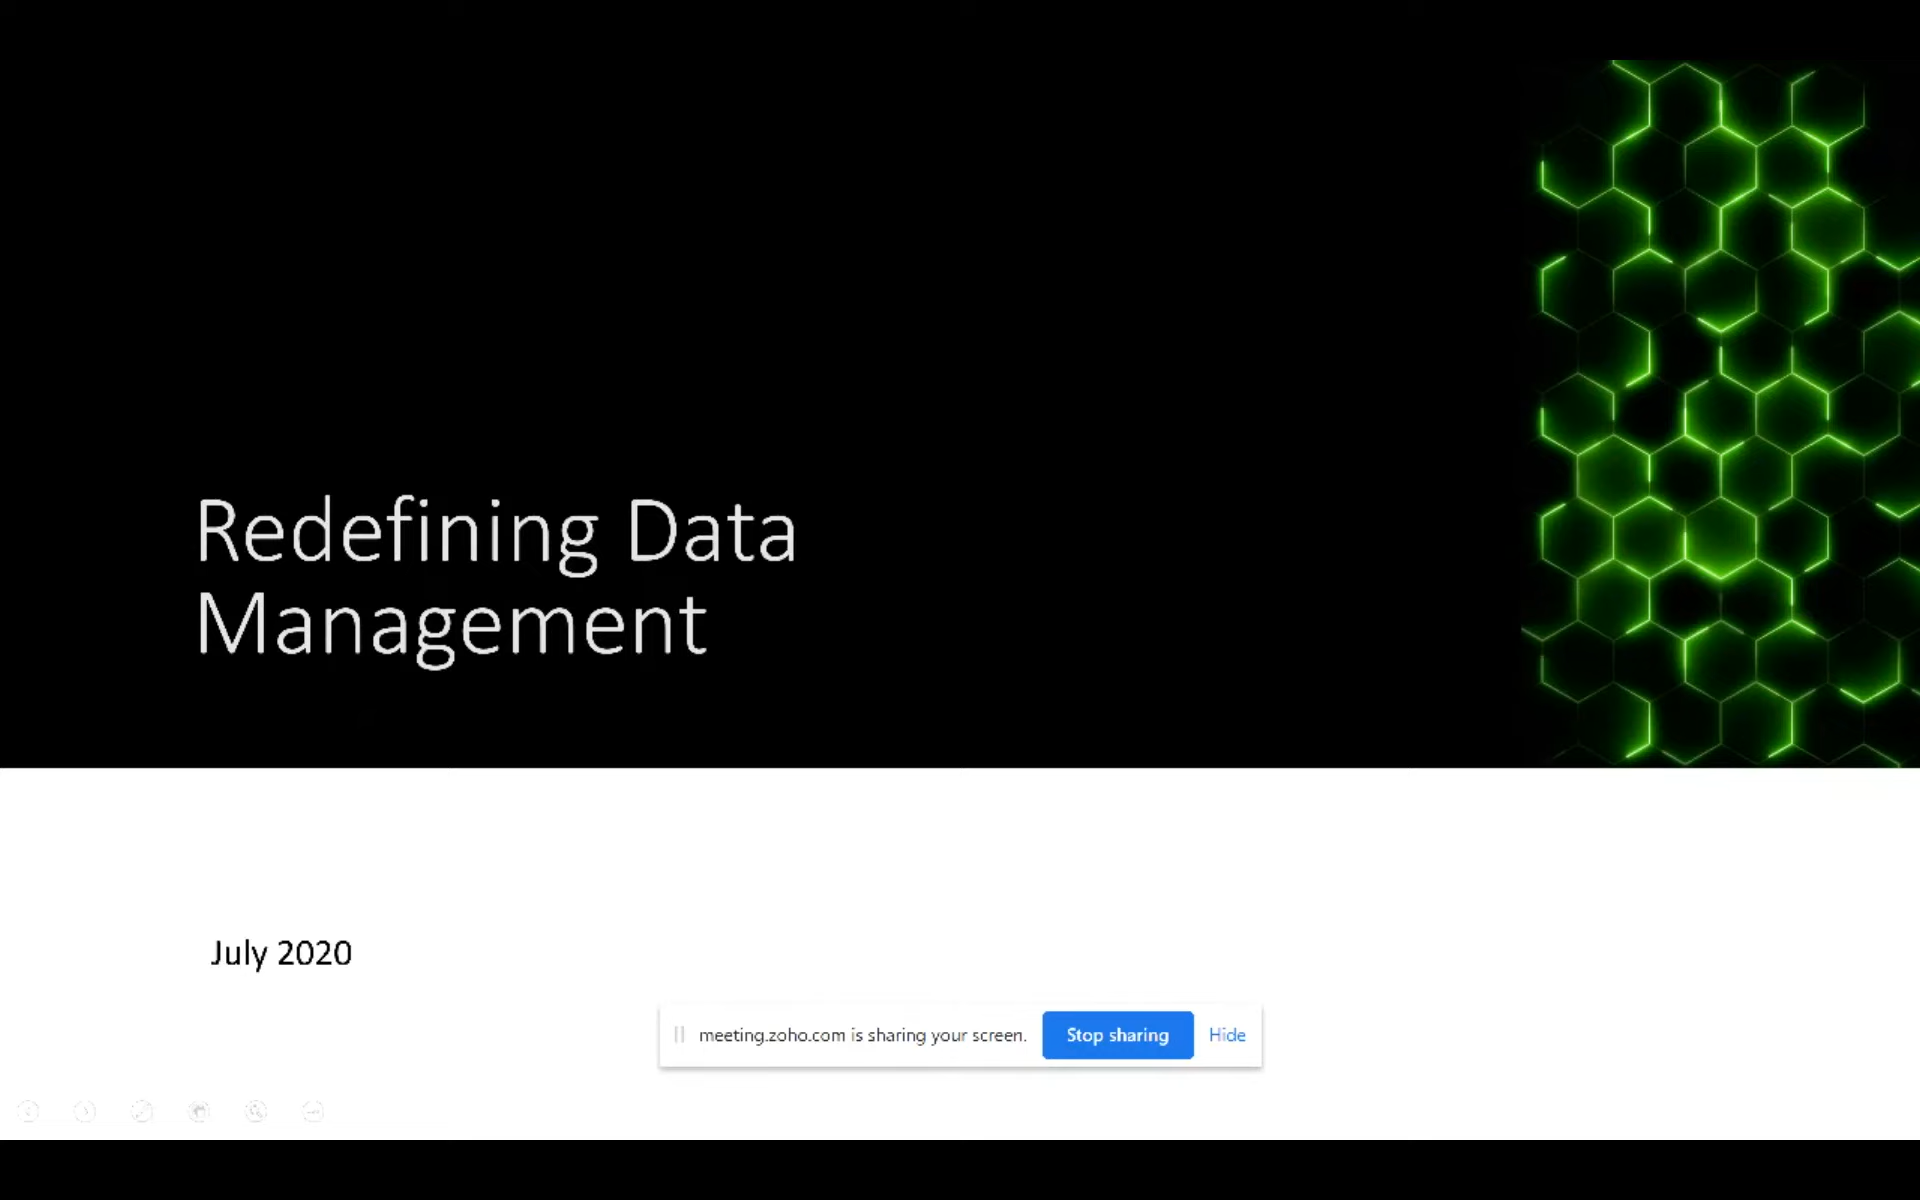 Redefining Data
Management
July 2020
meeting.zoho.com is sharing your screen. Stop sharing Hide